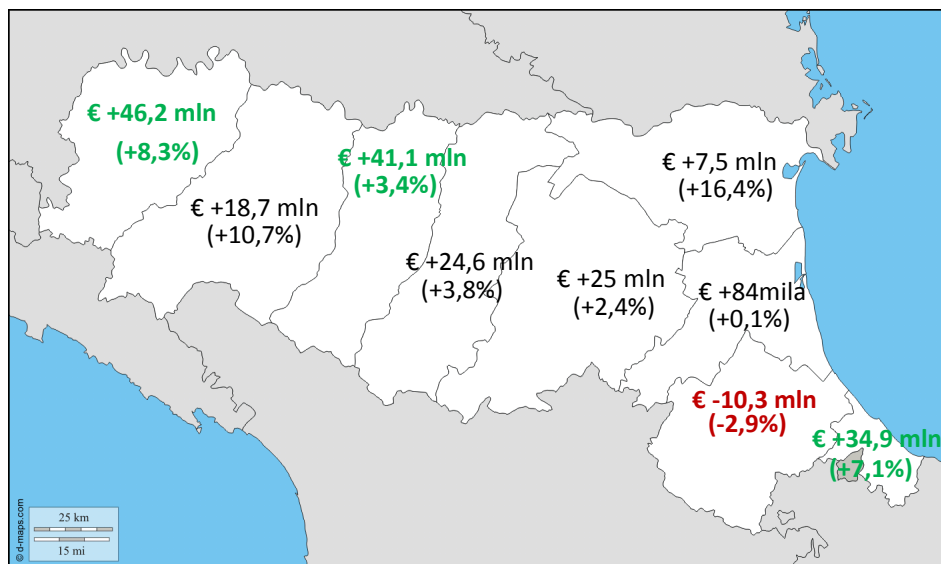 € +46,2 mln
(+8,3%)
€ +41,1 mln
(+3,4%)
€ +7,5 mln
(+16,4%)
€ +18,7 mln
(+10,7%)
€ +24,6 mln
(+3,8%)
€ +25 mln
(+2,4%)
€ +84mila
(+0,1%)
€ -10,3 mln
(-2,9%)
€ +34,9 mln
(+7,1%)
25 km
15 mi
© d-maps.com